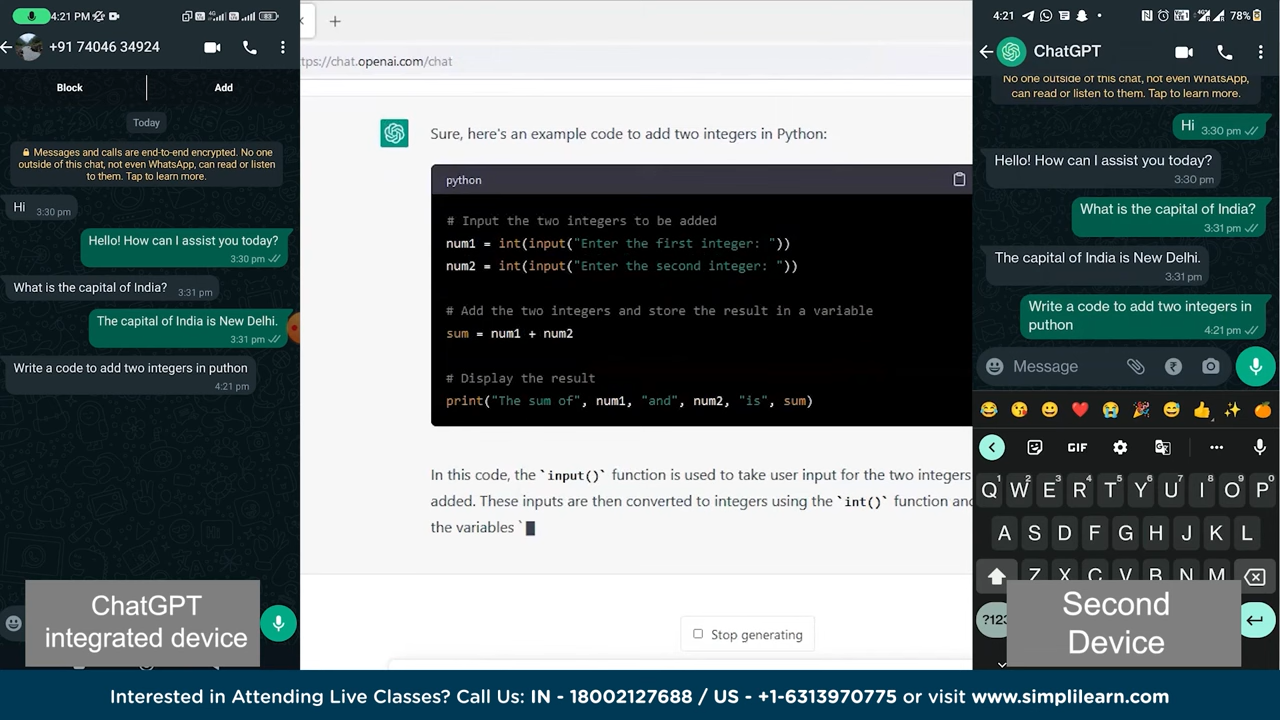 4:21 PM
83
+91 74046 34924
Block
Add
Today
Messages and calls are end-to-end encrypted. No one
outside of this chat, not even WhatsApp, can read or listen
to them. Tap to learn more.
Hi
3:30 pm
Hello! How can I assist you today?
3:30 pm
What is the capital of India?
3:31 pm
The capital of India is New Delhi.
3:31 pm
Write a code to add two integers in puthon
4:21 pm
ChatGPT
integrated device
tps://chat.openai.com/chat
Sure, here's an example code to add two integers in Python:
python
# Input the two integers to be added
num1 = int(input("Enter the first integer: "))
num2 = int(input("Enter the second integer: "))
# Add the two integers and store the result in a variable
sum = num1 + num2
# Display the result
print("The sum of", num1, "and", num2, "is", sum)
In this code, the `input()` function is used to take user input for the two integers
added. These inputs are then converted to integers using the `int()` function and
the variables `
Stop generating
4:21
78%
ChatGPT
No one outside of this chat, not even WhatsApp,
can read or listen to them. Tap to learn more.
Hi
3:30 pm
Hello! How can I assist you today?
3:30 pm
What is the capital of India?
3:31 pm
The capital of India is New Delhi.
3:31 pm
Write a code to add two integers in
puthon
4:21 pm
Message
GIF
Q W E R T Y U I O P
1 2 3 4 5 6 7 8 9 0
A S D F G H J K L
Z X C V B N M
?123
Second
Device
Interested in Attending Live Classes? Call Us: IN - 18002127688 / US - +1-6313970775 or visit www.simplilearn.com